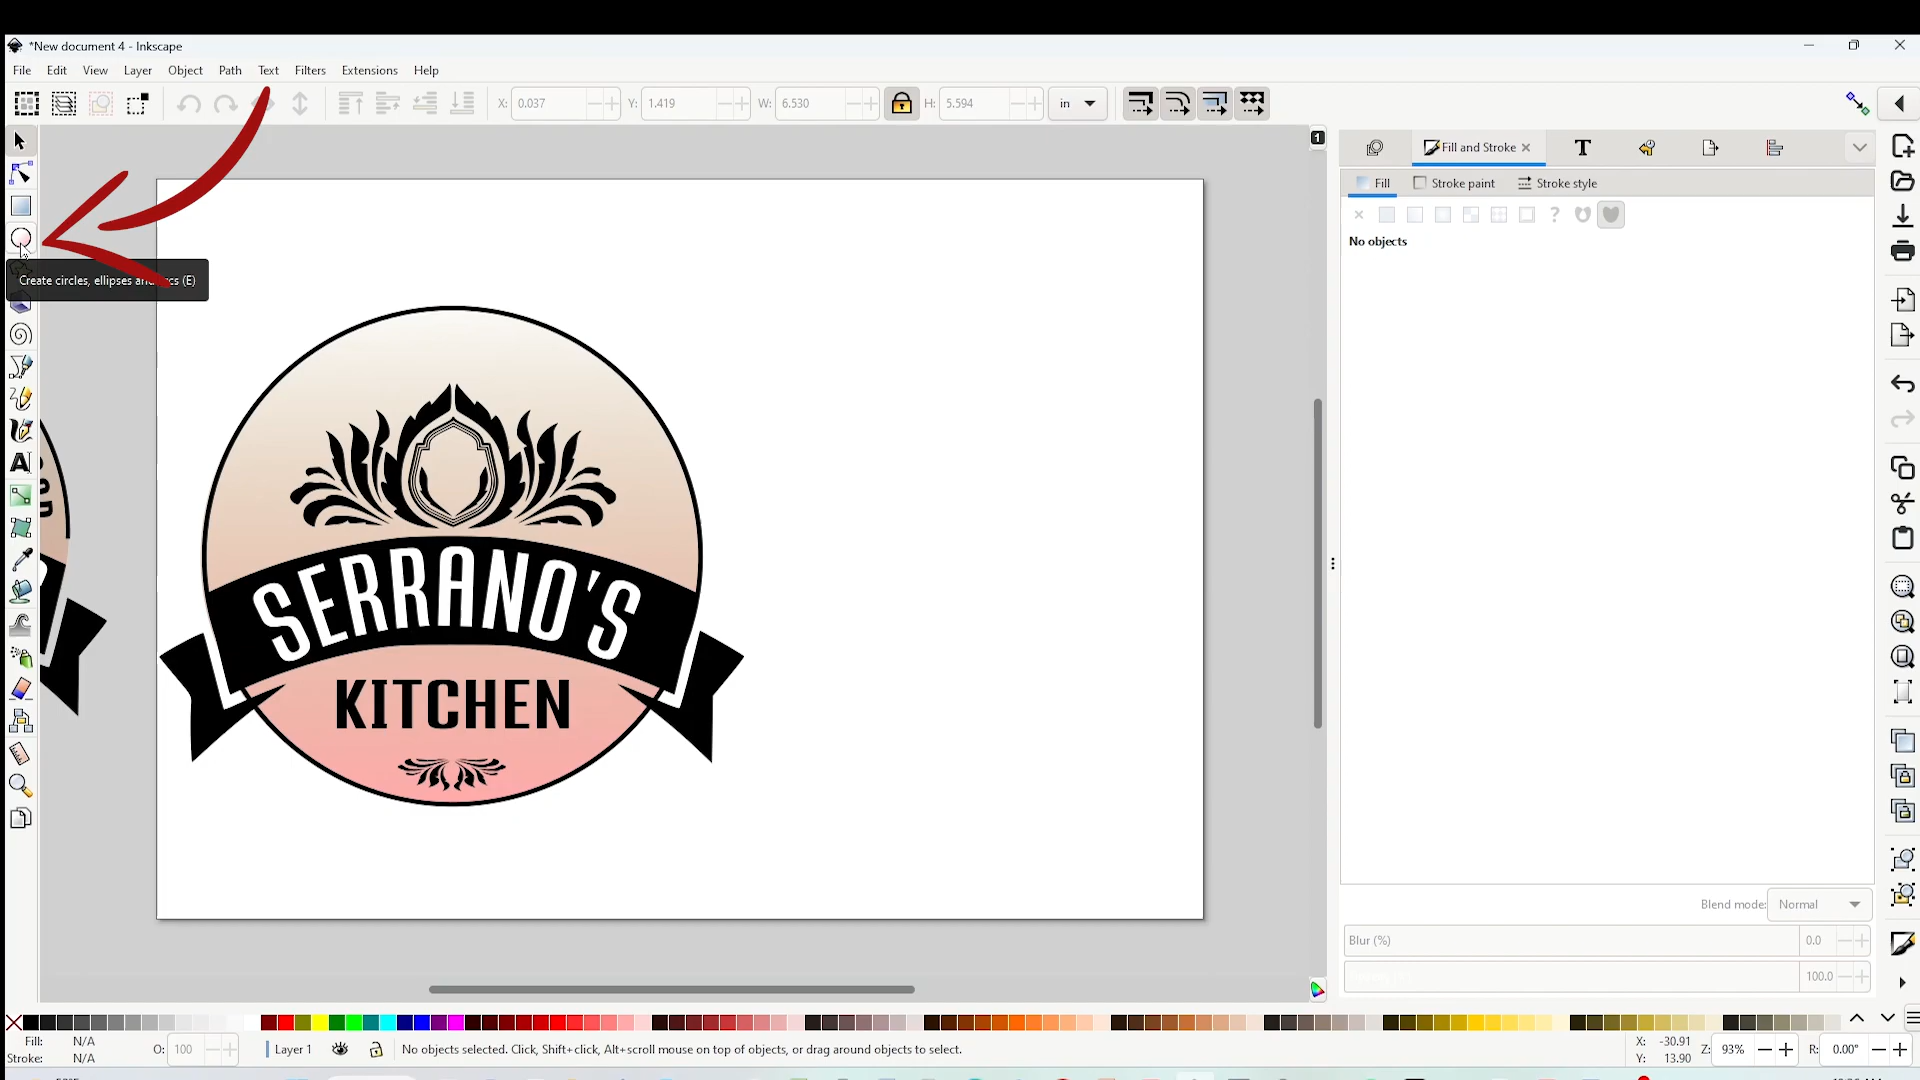 *New document 4 - Inkscape
File Edit View Layer Object Path Text Filters Extensions Help
X: 0.037 Y: 1.419 W: 6.530 H: 5.594 in
1
Fill and Stroke
Fill Stroke paint Stroke style
?
No objects
Create circles, ellipses
(E)
SERRANO'S
KITCHEN
Blend mode: Normal
Blur (%) 0.0
100.0
Fill: N/A
Stroke: N/A
O: 100
Layer 1
No objects selected. Click, Shift+click, Alt+scroll mouse on top of objects, or drag around objects to select.
X: -30.91
Y: 13.90
Z: 93%
R: 0.00°